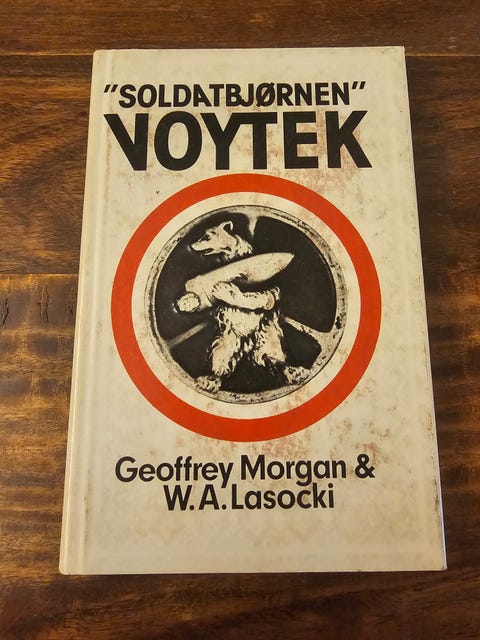 "SOLDATBJØRNEN"
VOYTEK
Geoffrey Morgan &
W. A. Lasocki